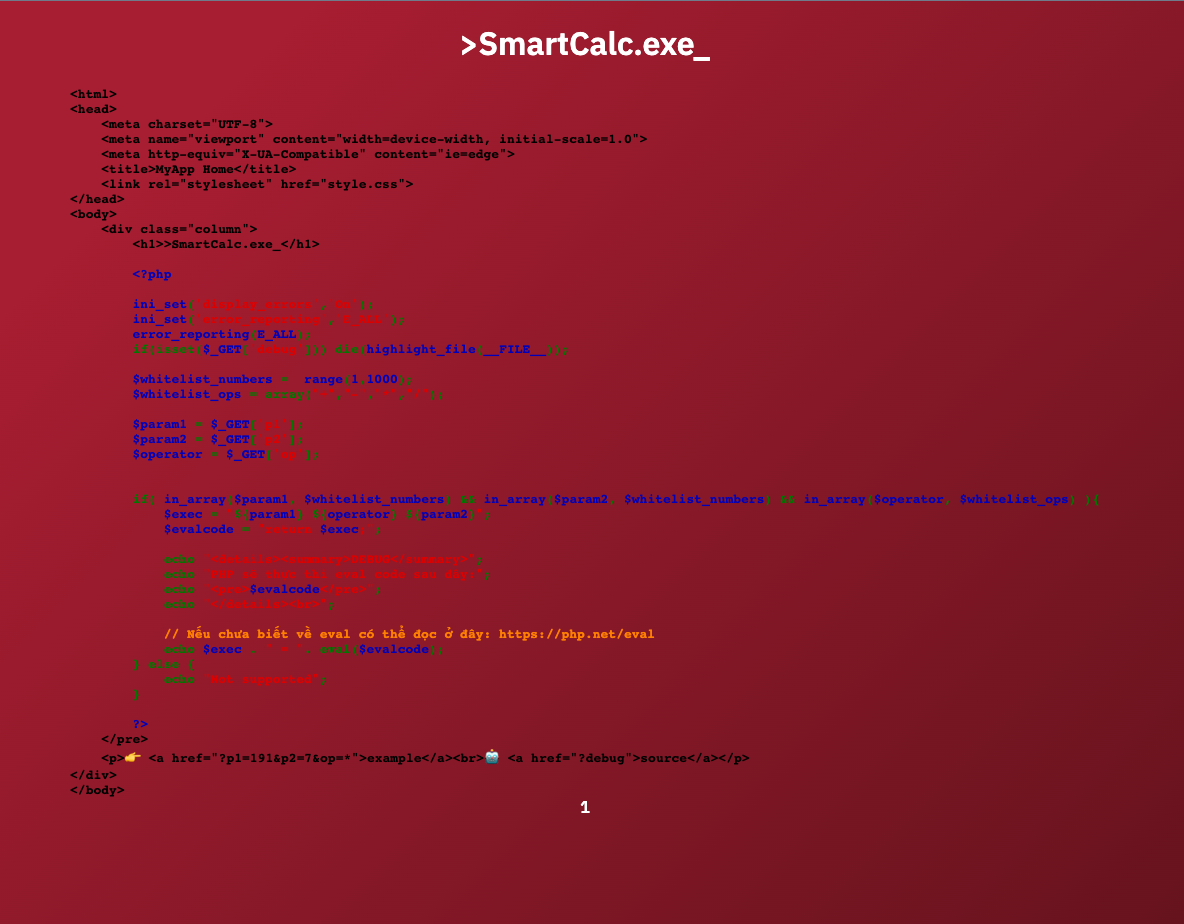 >SmartCalc.exe_
<html>
<head>
<meta charset="UTF-8">
<meta name="viewport" content="width=device-width, initial-scale=1.0">
<meta http-equiv="X-UA-Compatible" content="ie=edge">
<title>MyApp Home</title>
<link rel="stylesheet" href="style.css">
</head>
<body>
<div class="column">
<h1>>SmartCalc.exe_</h1>
<?php
ini_set('display_errors',
ini_set('error_reporting', 'E_ALL');
error_reporting(E_ALL);
if(isset($_GET['debug'])) die(highlight_file(__FILE__));
$whitelist_numbers = range(1,1000);
$whitelist_ops = array(
$param1 = $_GET['p1'];
$param2 = $_GET['p2'];
$operator = $_GET['op'];
if( in_array($param1, $whitelist_numbers) && in_array($param2, $whitelist_numbers) && in_array($operator, $whitelist_ops) ){
$exec = "${param1} ${operator} ${param2}";
$evalcode = "return $exec
echo "<details><summary>DEBUG</summary>";
echo "PHP sẽ thực thi eval code sau đây:";
echo "<pre>$evalcode</pre>";
echo "</details><br>";
// Nếu chưa biết về eval có thể đọc ở đây: https://php.net/eval
echo $exec . " = " . eval($evalcode);
} else {
echo "Not supported";
}
?>
</pre>
<p>👉 <a href="?p1=191&p2=7&op=*">example</a><br>🤖 <a href="?debug">source</a></p>
</div>
</body>
1